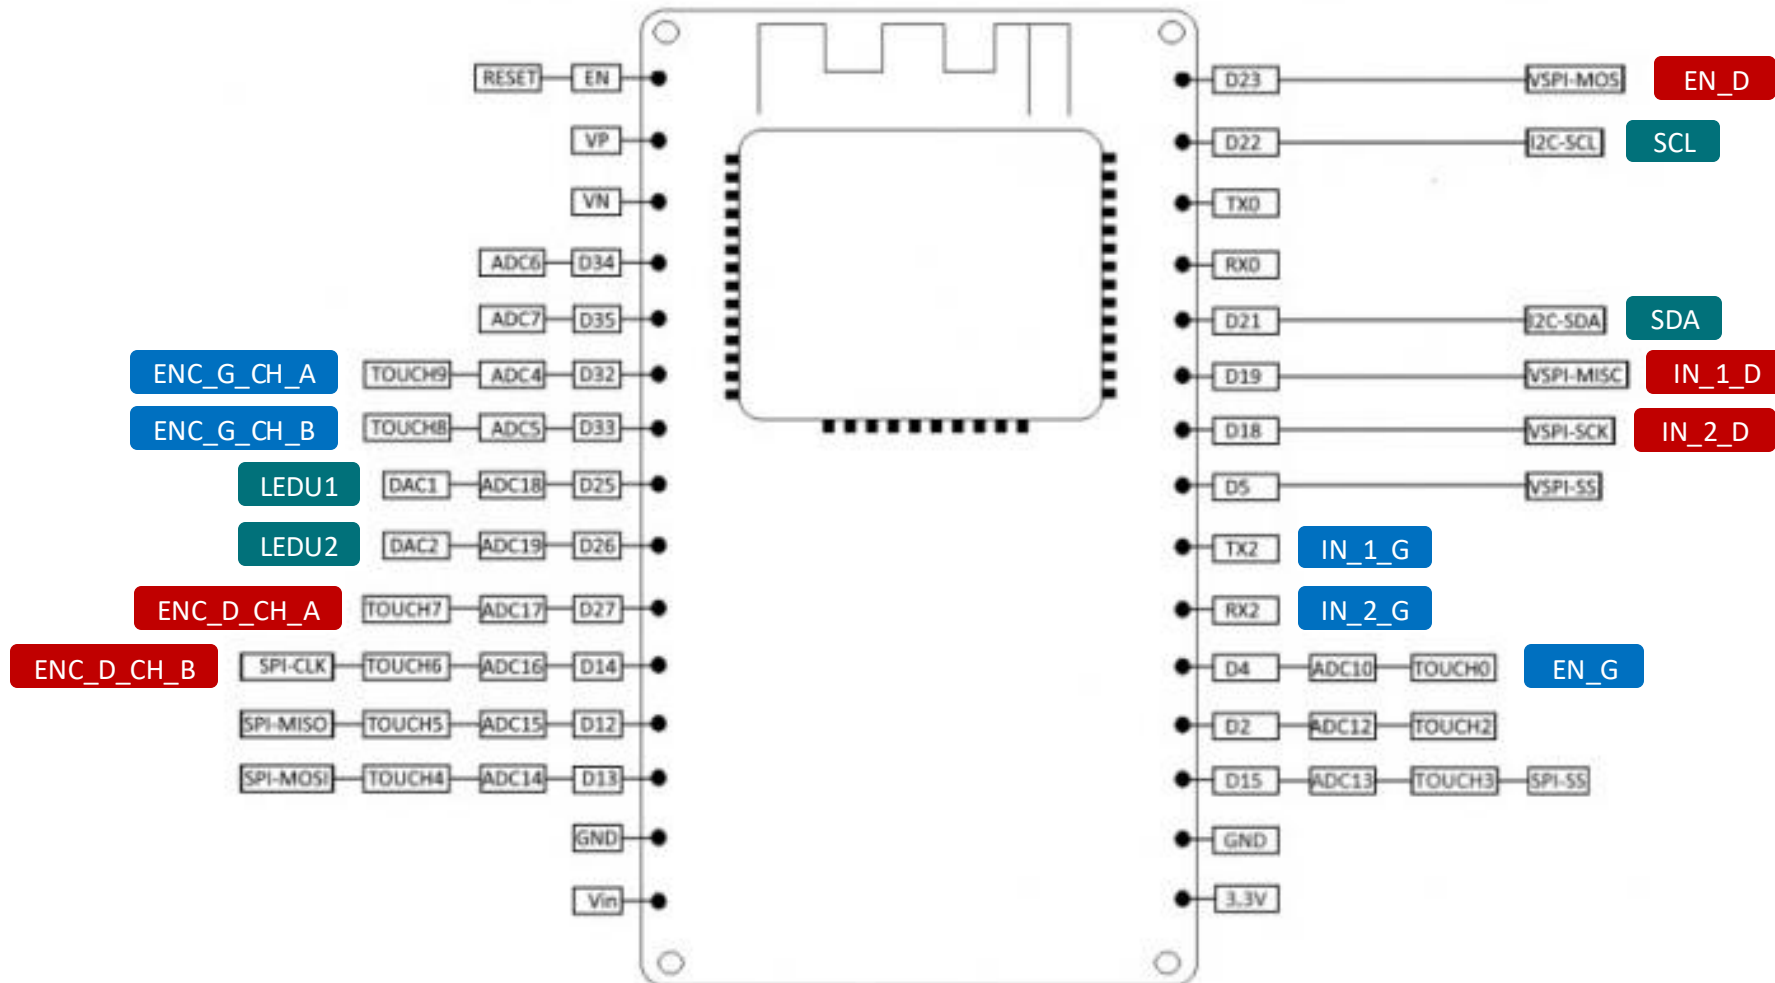 RESET EN D23 VSPI-MOS EN_D
VP D22 I2C-SCL SCL
VN TX0
ADC6 D34 RX0
ADC7 D35 D21 I2C-SDA SDA
ENC_G_CH_A TOUCH9 ADC4 D32 D19 VSPI-MISC IN_1_D
ENC_G_CH_B TOUCH8 ADC5 D33 D18 VSPI-SCK IN_2_D
LEDU1 DAC1 ADC18 D25 D5 VSPI-SS
LEDU2 DAC2 ADC19 D26 TX2 IN_1_G
ENC_D_CH_A TOUCH7 ADC17 D27 RX2 IN_2_G
ENC_D_CH_B SPI-CLK TOUCH6 ADC16 D14 D4 ADC10 TOUCH0 EN_G
SPI-MISO TOUCH5 ADC15 D12 D2 ADC12 TOUCH2
SPI-MOSI TOUCH4 ADC14 D13 D15 ADC13 TOUCH3 SPI-SS
GND GND
Vin 3.3V